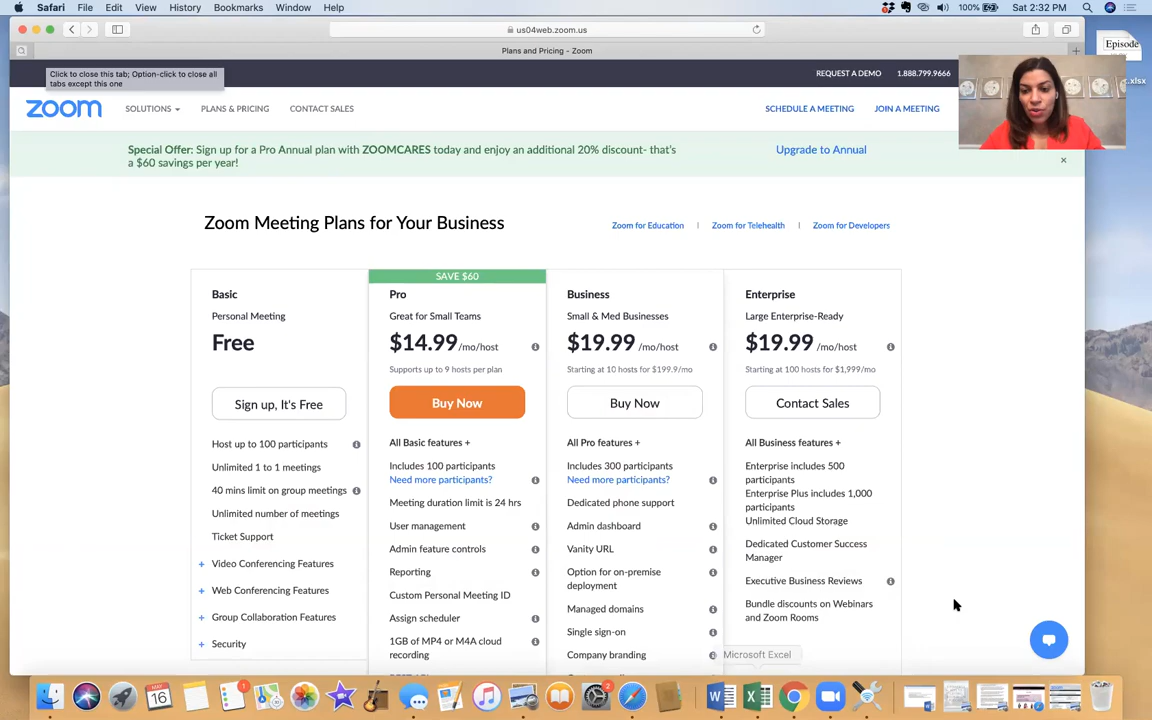 Safari File Edit View History Bookmarks Window Help
100% Sat 2:32 PM
us04web.zoom.us
Plans and Pricing - Zoom
Episode
.xlsx
Click to close this tab; Option-click to close all
tabs except this one
REQUEST A DEMO 1.888.799.9666
zoom SOLUTIONS PLANS & PRICING CONTACT SALES SCHEDULE A MEETING JOIN A MEETING
Special Offer: Sign up for a Pro Annual plan with ZOOMCARES today and enjoy an additional 20% discount- that's
a $60 savings per year!
Upgrade to Annual
Zoom Meeting Plans for Your Business
Zoom for Education | Zoom for Telehealth | Zoom for Developers
Basic
Personal Meeting
Free
Sign up, It's Free
Host up to 100 participants
Unlimited 1 to 1 meetings
40 mins limit on group meetings
Unlimited number of meetings
Ticket Support
+ Video Conferencing Features
+ Web Conferencing Features
+ Group Collaboration Features
+ Security
SAVE $60
Pro
Great for Small Teams
$14.99/mo/host
Supports up to 9 hosts per plan
Buy Now
All Basic features +
Includes 100 participants
Need more participants?
Meeting duration limit is 24 hrs
User management
Admin feature controls
Reporting
Custom Personal Meeting ID
Assign scheduler
1GB of MP4 or M4A cloud
recording
Business
Small & Med Businesses
$19.99/mo/host
Starting at 10 hosts for $199.9/mo
Buy Now
All Pro features +
Includes 300 participants
Need more participants?
Dedicated phone support
Admin dashboard
Vanity URL
Option for on-premise
deployment
Managed domains
Single sign-on
Company branding
Enterprise
Large Enterprise-Ready
$19.99/mo/host
Starting at 100 hosts for $1,999/mo
Contact Sales
All Business features +
Enterprise includes 500
participants
Enterprise Plus includes 1,000
participants
Unlimited Cloud Storage
Dedicated Customer Success
Manager
Executive Business Reviews
Bundle discounts on Webinars
and Zoom Rooms
Microsoft Excel
MAY
16
1
2